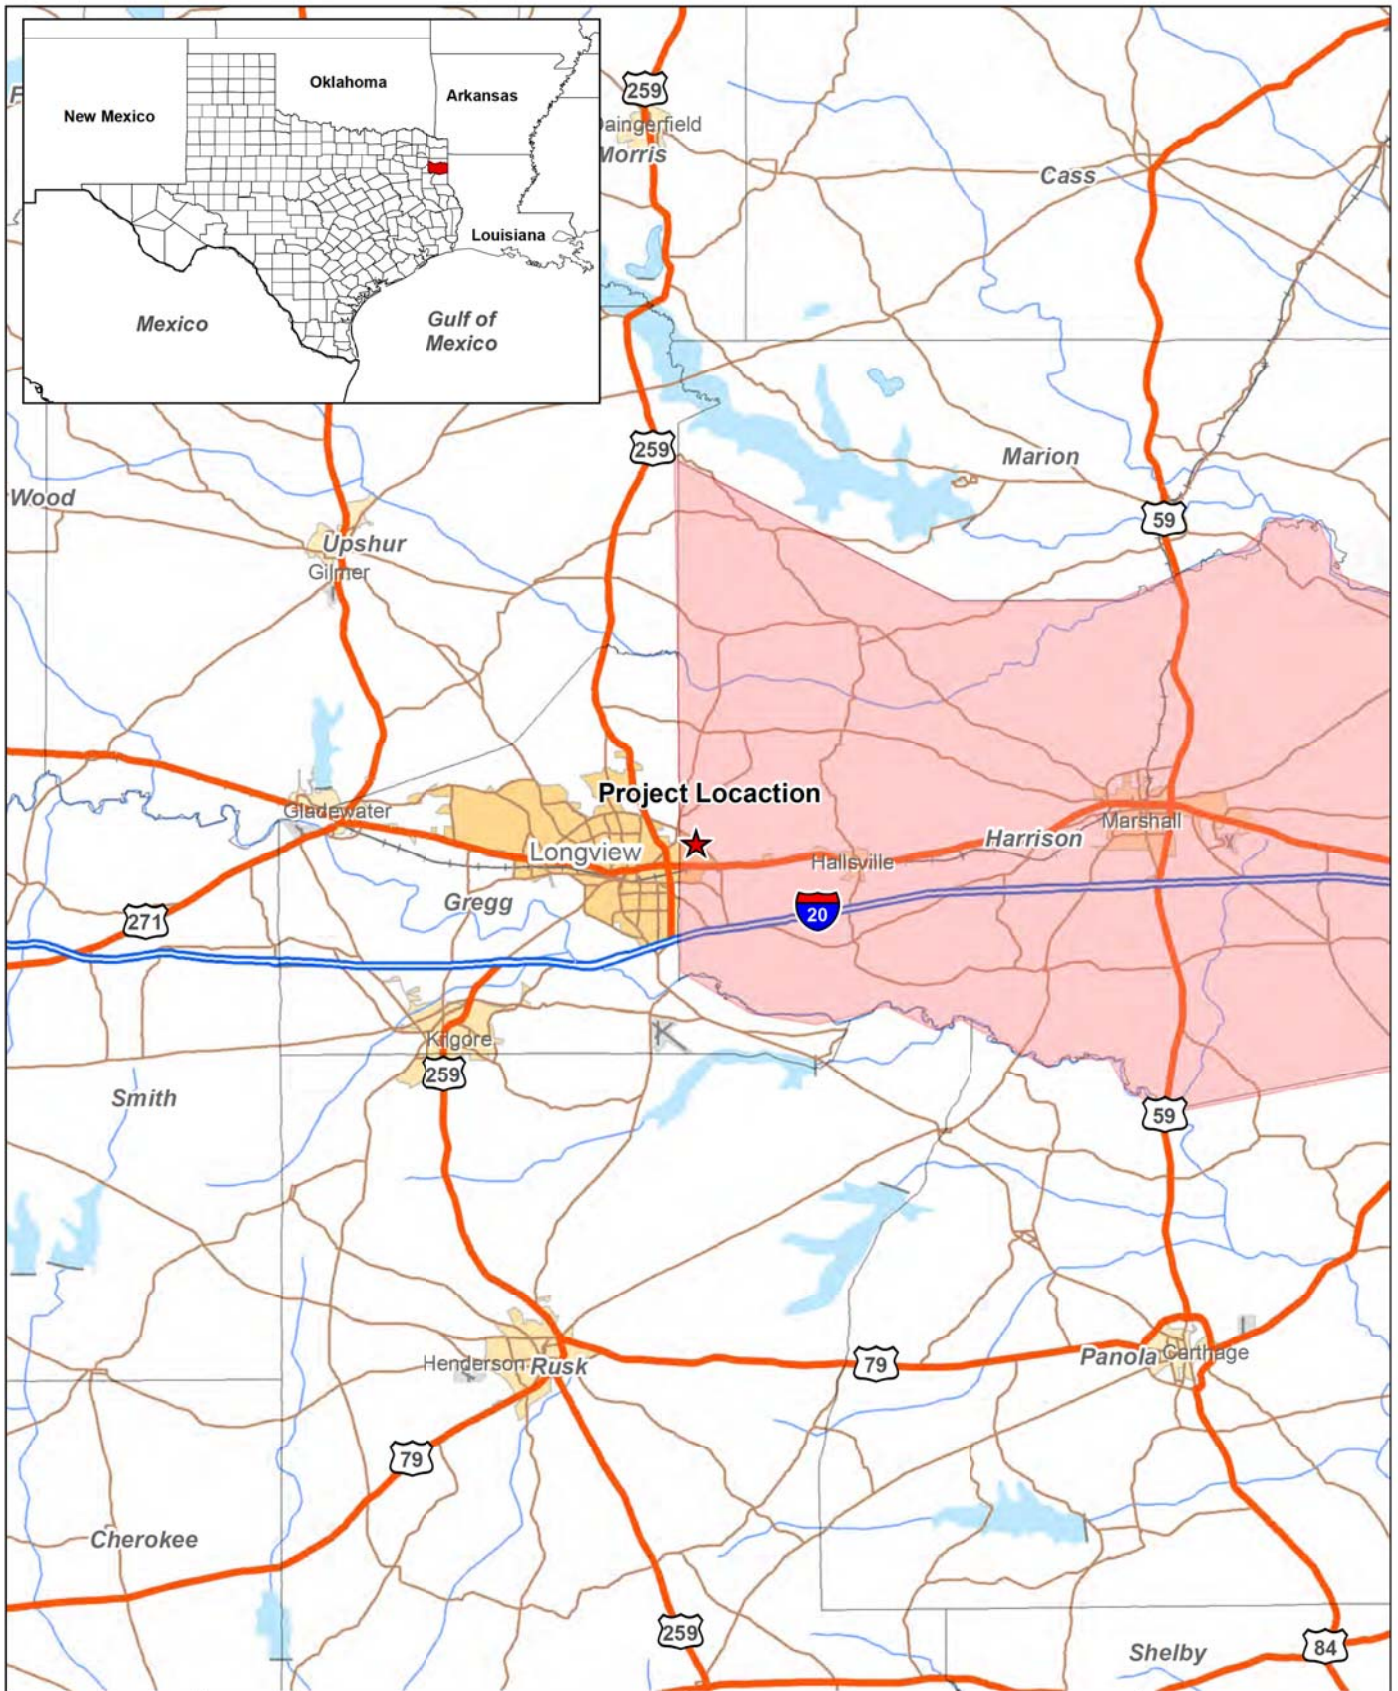 New Mexico
Oklahoma
Arkansas
Louisiana
Mexico
Gulf of
Mexico
259
Daingerfield
Morris
Cass
259
Marion
Wood
59
Upshur
Gilmer
Project Locaction
Gladewater
Longview
Hallsville
Harrison
Marshall
Gregg
20
271
Kilgore
259
Smith
59
Henderson
Rusk
79
Panola
Carthage
79
Cherokee
259
Shelby
84